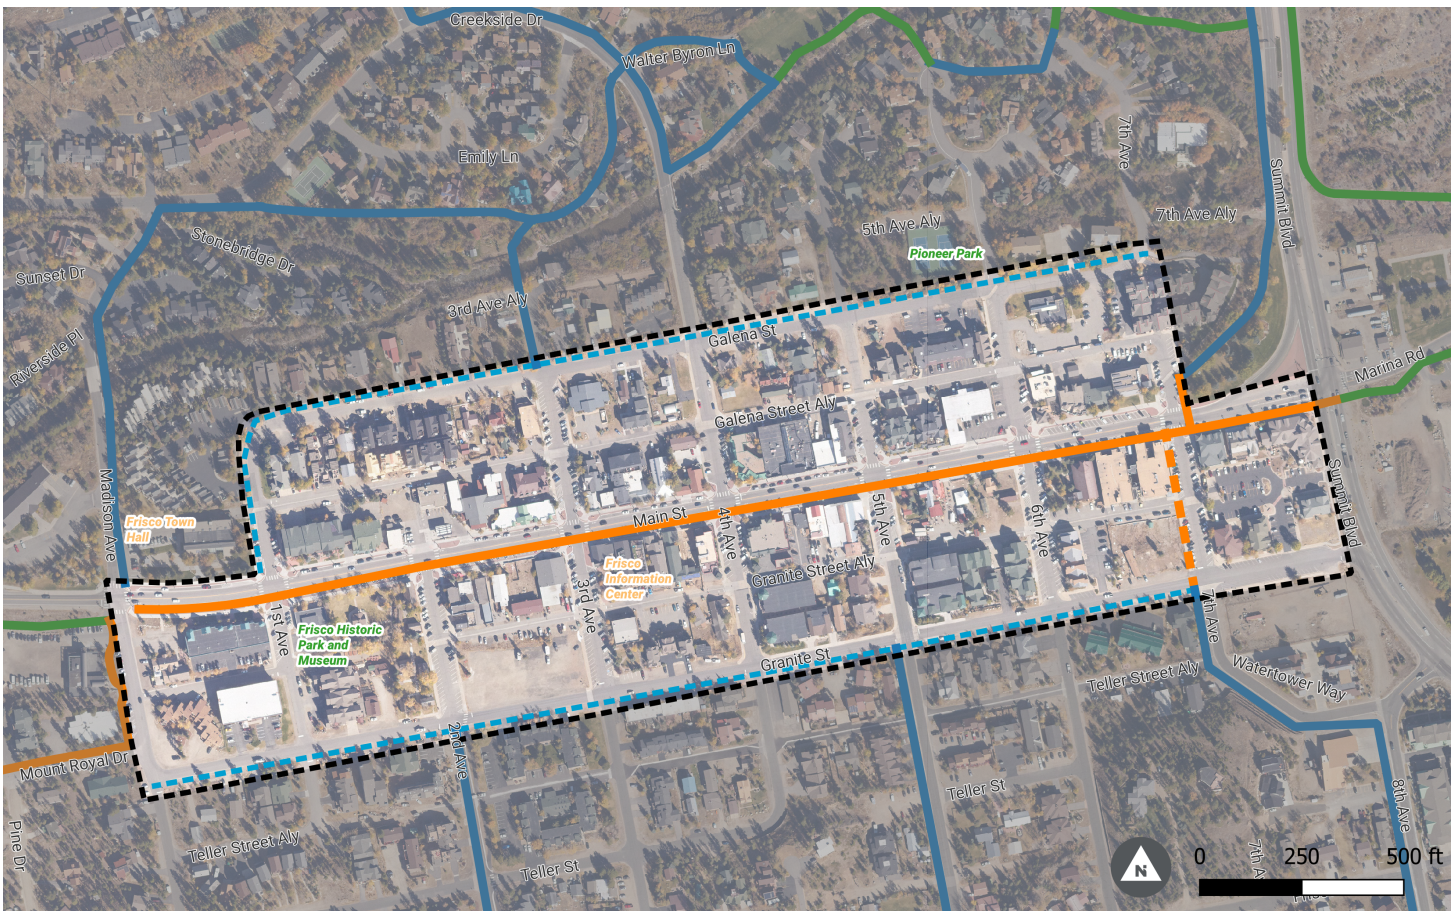 Creekside Dr
Walter Byron Ln
7th Ave
Emily Ln
Summit Blvd
5th Ave Aly
7th Ave Aly
Stonebridge Dr
Pioneer Park
Sunset Dr
3rd Ave Aly
Galena St
Riverside Pl
Marina Rd
Galena Street Aly
Madison Ave
Frisco Town
Hall
Main St
4th Ave
5th Ave
6th Ave
Summit Blvd
Frisco
Information
Center
Granite Street Aly
3rd Ave
1st Ave
7th Ave
Frisco Historic
Park and
Museum
Granite St
Teller Street Aly
Watertower Way
Mount Royal Dr
2nd Ave
Teller St
8th Ave
Pine Dr
Teller Street Aly
Teller St
N
0 250 500 ft